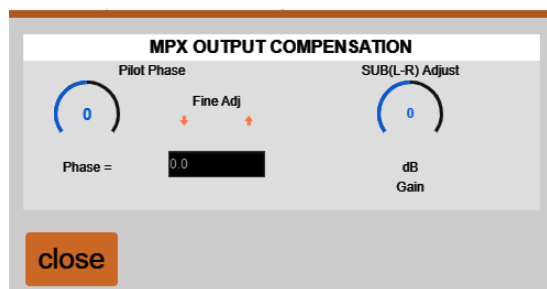 MPX OUTPUT COMPENSATION
Pilot Phase
SUB(L-R) Adjust
0
Fine Adj
0
Phase =
0.0
dB
Gain
close